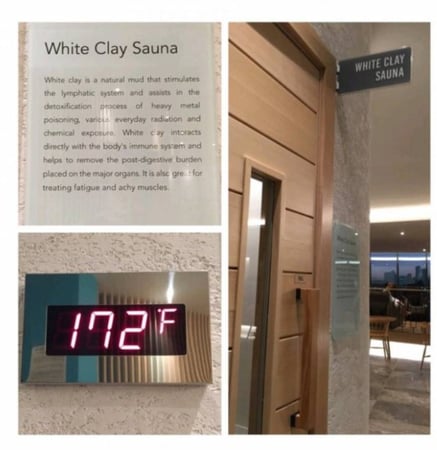 White Clay Sauna
White clay is a natural mud that stimulates
the lymphatic system and assists in the
detoxification process of heavy metal
poisoning, various everyday radiation and
chemical exposure. White clay interacts
directly with the body's immune system and
helps to remove the post-digestive burden
placed on the major organs. It is also great for
treating fatigue and achy muscles.
172°F
WHITE CLAY
SAUNA